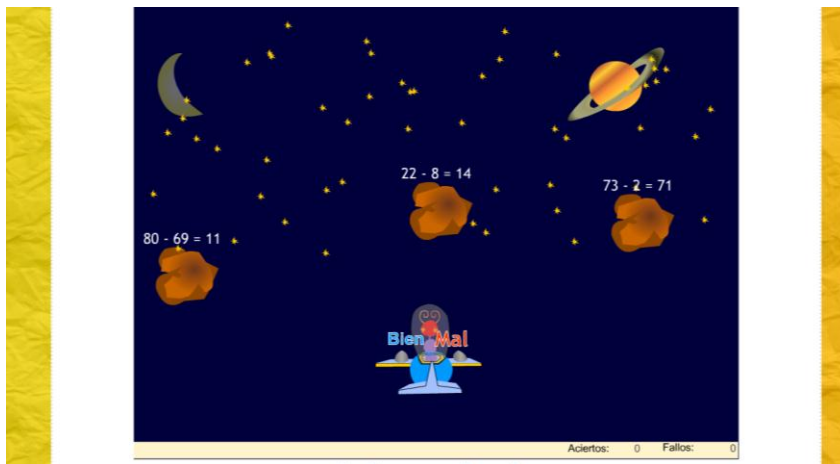 22 - 8 = 14
73 - 2 = 71
80 - 69 = 11
Bien Mal
Aciertos: 0 Fallos: 0